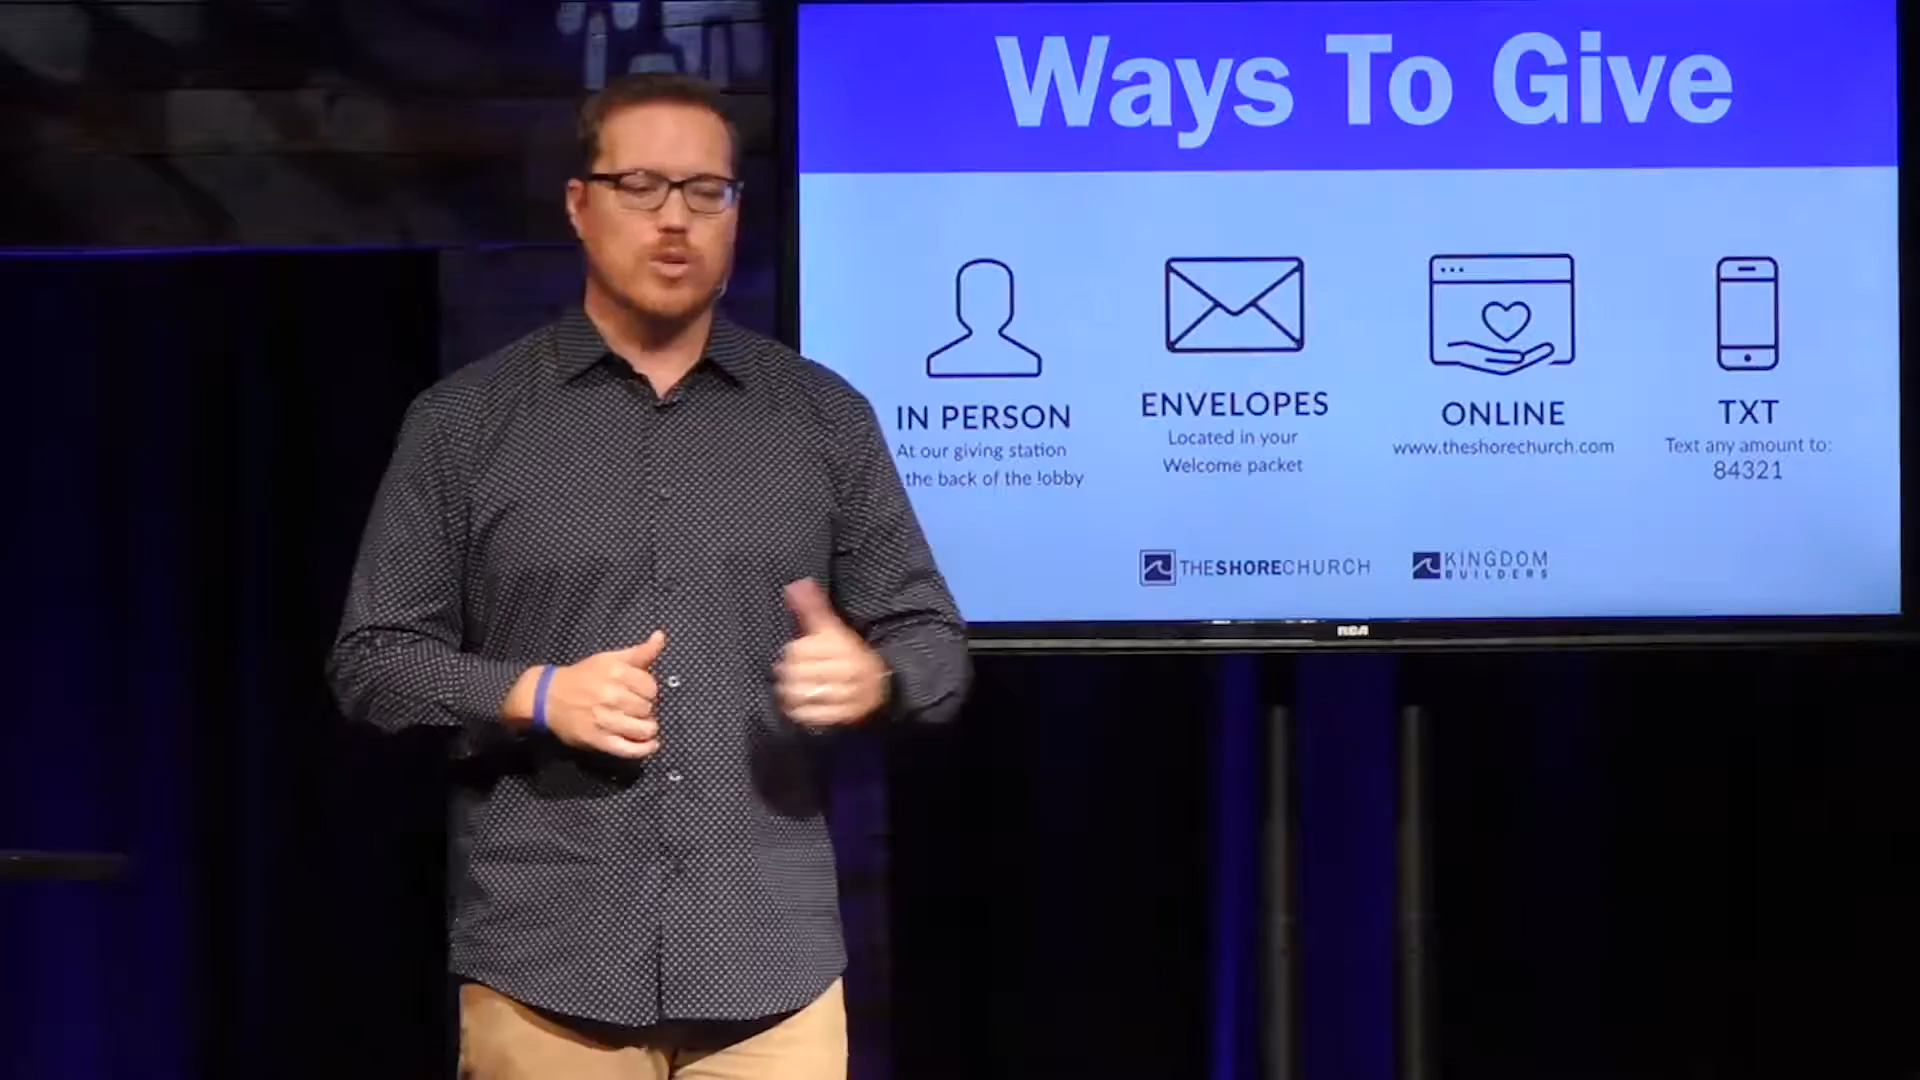 Ways To Give
IN PERSON
At our giving station
the back of the lobby
ENVELOPES
Located in your
Welcome packet
ONLINE
www.theshorechurch.com
TXT
Text any amount to:
84321
THESHORECHURCH
KINGDOM
BUILDERS
RCA